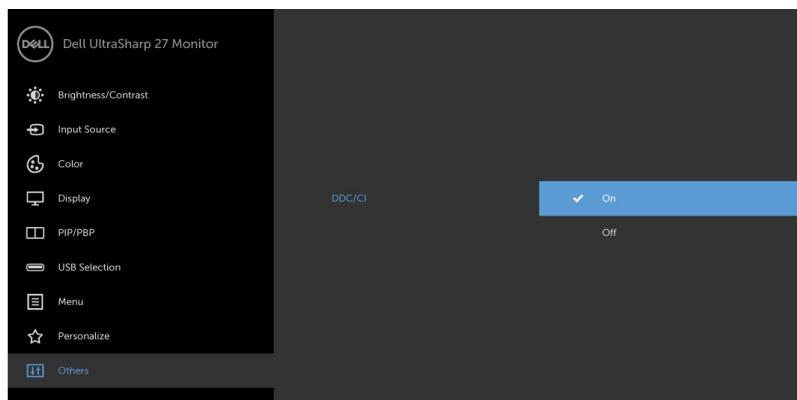 DELL Dell UltraSharp 27 Monitor
Brightness/Contrast
Input Source
Color
Display DDC/CI On
PIP/PBP Off
USB Selection
Menu
Personalize
Others